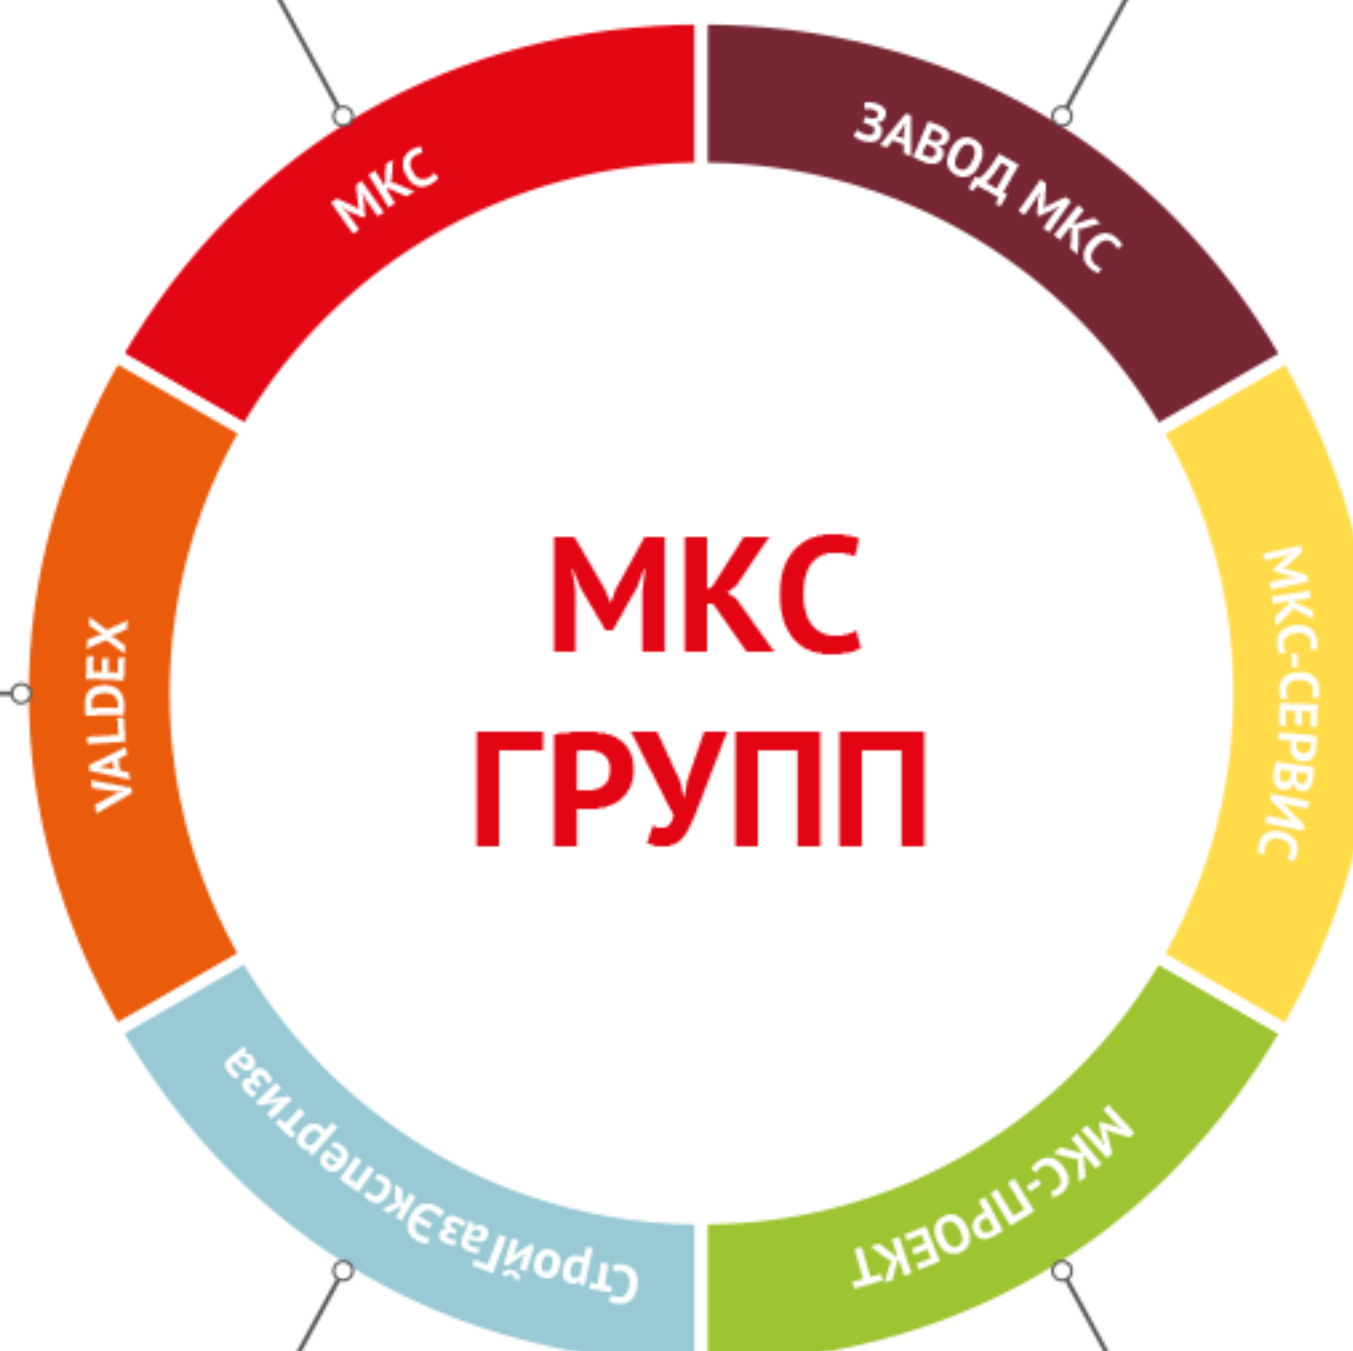 МКС
ЗАВОД МКС
МКС-СЕРВИС
МКС-ПРОЕКТ
СтройГазЭкспертиза
VALDEX
МКС
ГРУПП